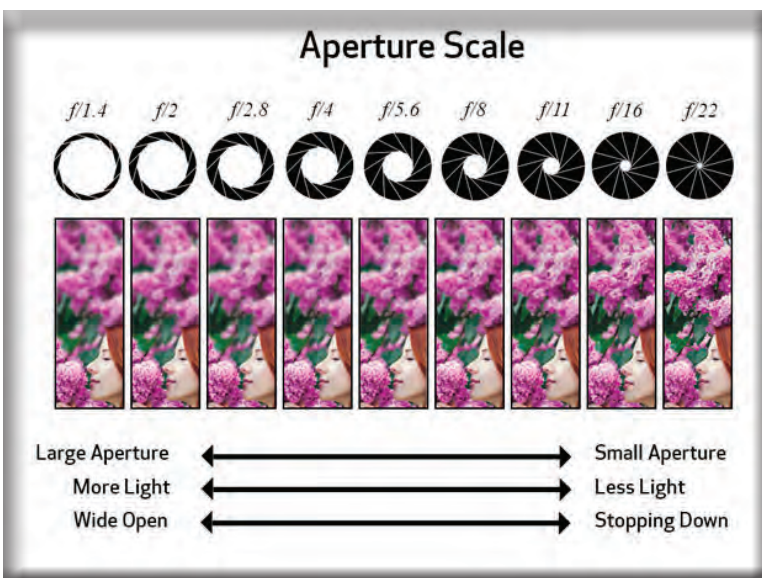 Aperture Scale
f/1.4 f/2 f/2.8 f/4 f/5.6 f/8 f/11 f/16 f/22
Large Aperture Small Aperture
More Light Less Light
Wide Open Stopping Down